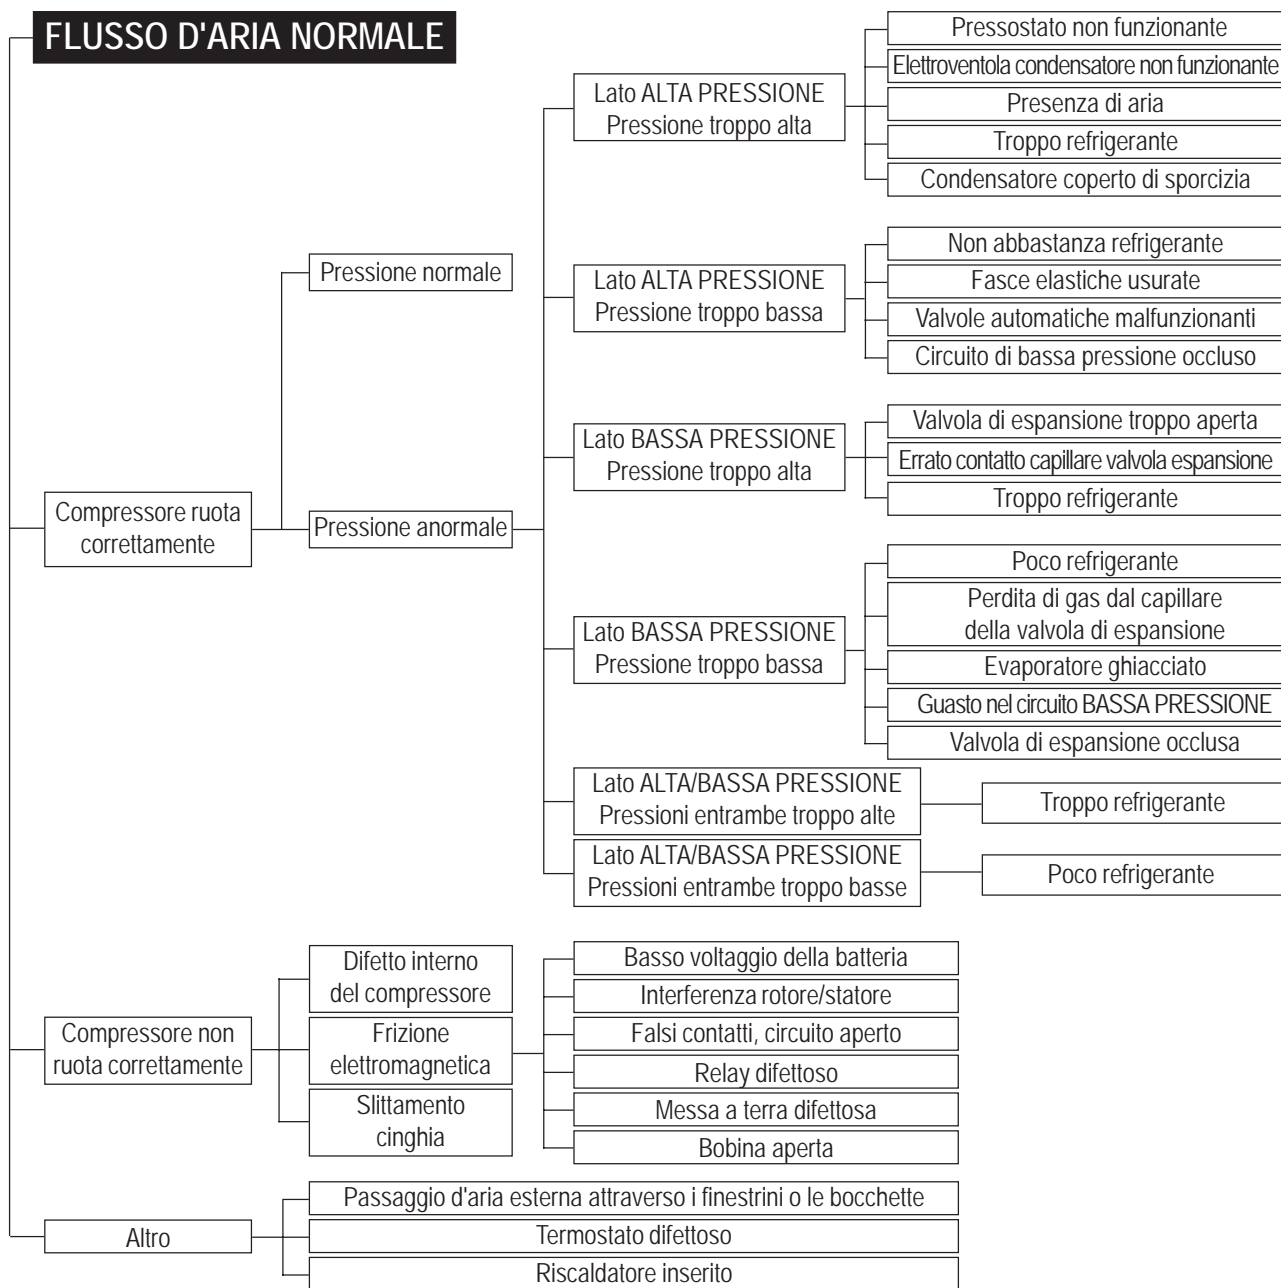 FLUSSO D'ARIA NORMALE
Compressore ruota
correttamente
Pressione normale
Pressione anormale
Lato ALTA PRESSIONE
Pressione troppo alta
Pressostato non funzionante
Elettroventola condensatore non funzionante
Presenza di aria
Troppo refrigerante
Condensatore coperto di sporcizia
Lato ALTA PRESSIONE
Pressione troppo bassa
Non abbastanza refrigerante
Fasce elastiche usurate
Valvole automatiche malfunzionanti
Circuito di bassa pressione occluso
Lato BASSA PRESSIONE
Pressione troppo alta
Valvola di espansione troppo aperta
Errato contatto capillare valvola espansione
Troppo refrigerante
Lato BASSA PRESSIONE
Pressione troppo bassa
Poco refrigerante
Perdita di gas dal capillare
della valvola di espansione
Evaporatore ghiacciato
Guasto nel circuito BASSA PRESSIONE
Valvola di espansione occlusa
Lato ALTA/BASSA PRESSIONE
Pressioni entrambe troppo alte
Troppo refrigerante
Lato ALTA/BASSA PRESSIONE
Pressioni entrambe troppo basse
Poco refrigerante
Compressore non
ruota correttamente
Difetto interno
del compressore
Frizione
elettromagnetica
Slittamento
cinghia
Basso voltaggio della batteria
Interferenza rotore/statore
Falsi contatti, circuito aperto
Relay difettoso
Messa a terra difettosa
Bobina aperta
Altro
Passaggio d'aria esterna attraverso i finestrini o le bocchette
Termostato difettoso
Riscaldatore inserito